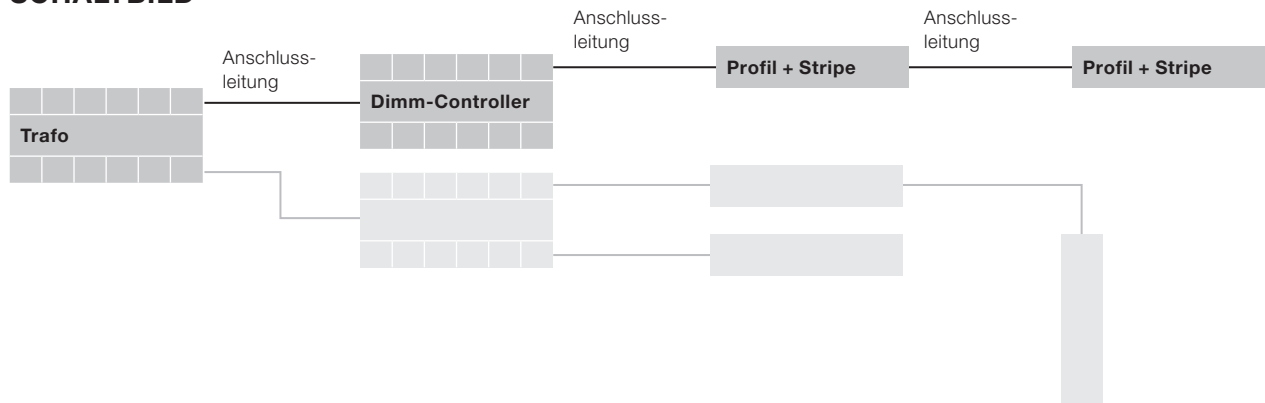 SCHALTBILD
Anschluss-
leitung
Anschluss-
leitung
Anschluss-
leitung
Trafo
Dimm-Controller
Profil + Stripe
Profil + Stripe